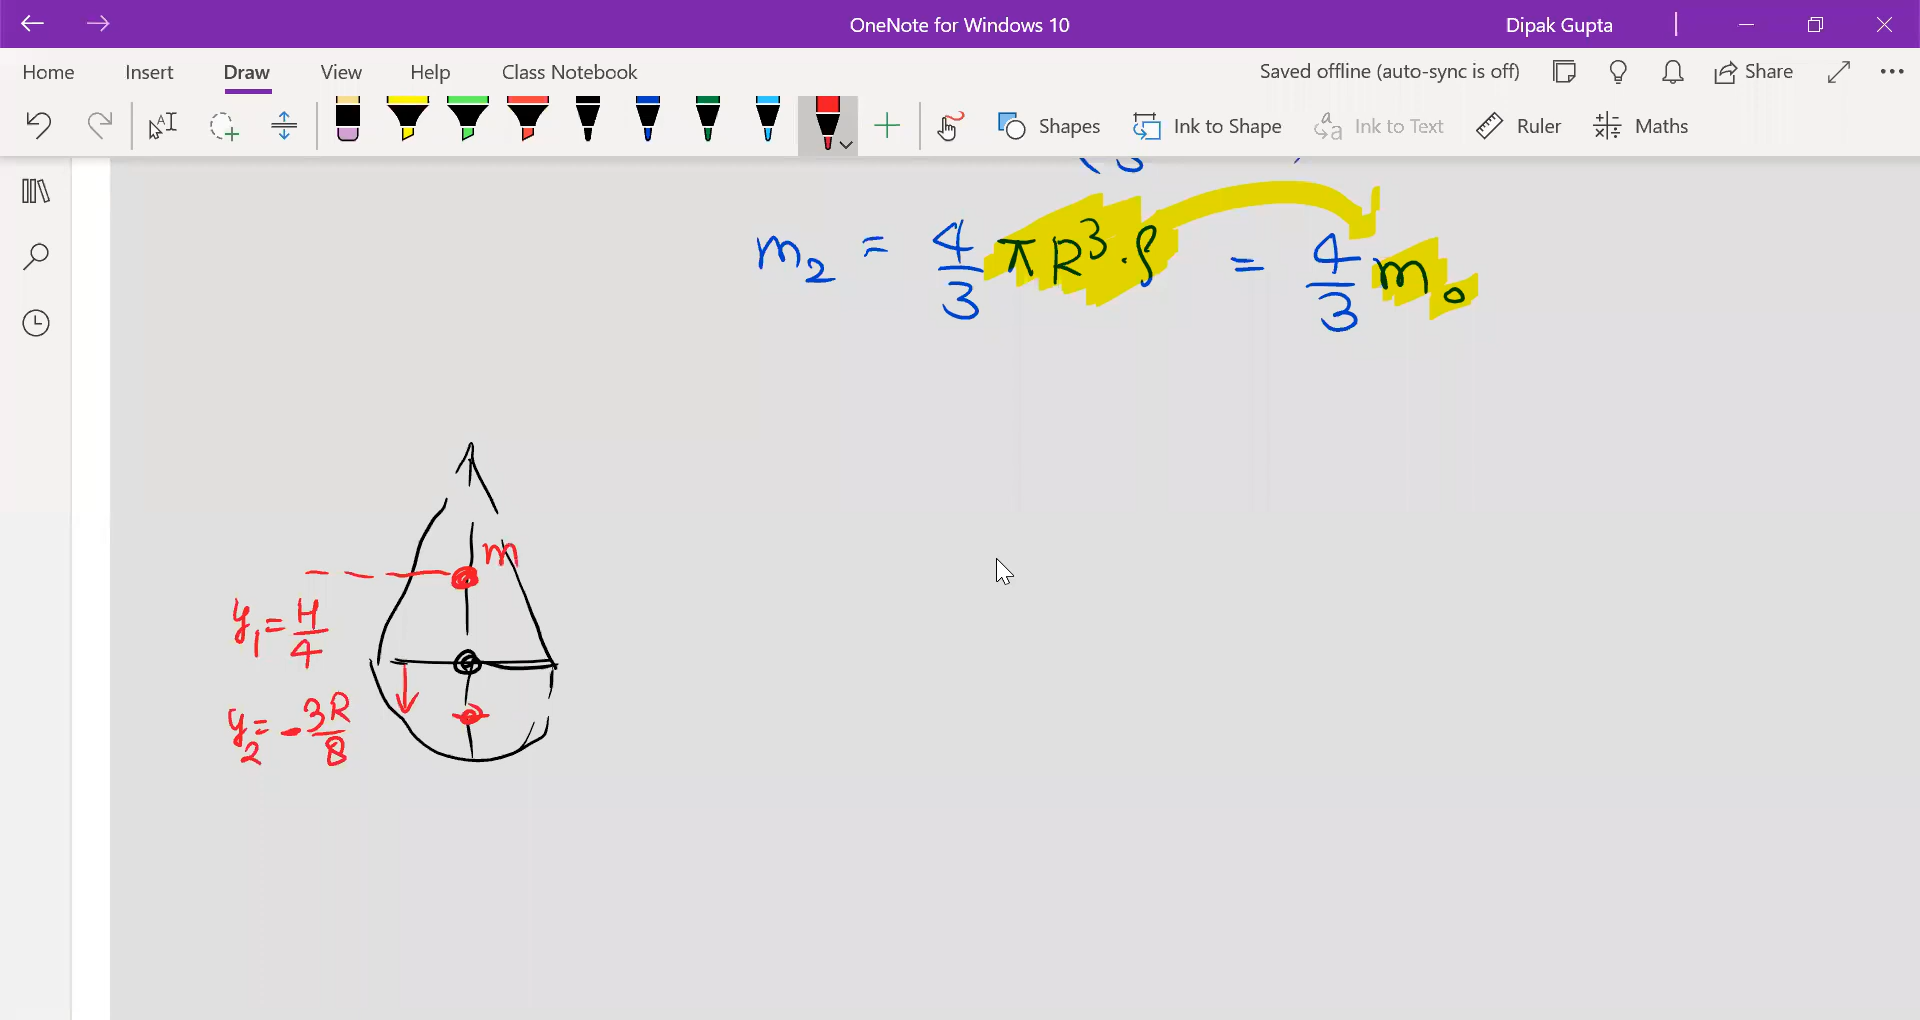 OneNote for Windows 10
Dipak Gupta
Home Insert Draw View Help Class Notebook
Saved offline (auto-sync is off) Share
Shapes Ink to Shape Ink to Text Ruler Maths
m₂ = 4/3 πR³·ρ = 4/3 m₀
m
y₁ = H/4
y₂ = -3R/8